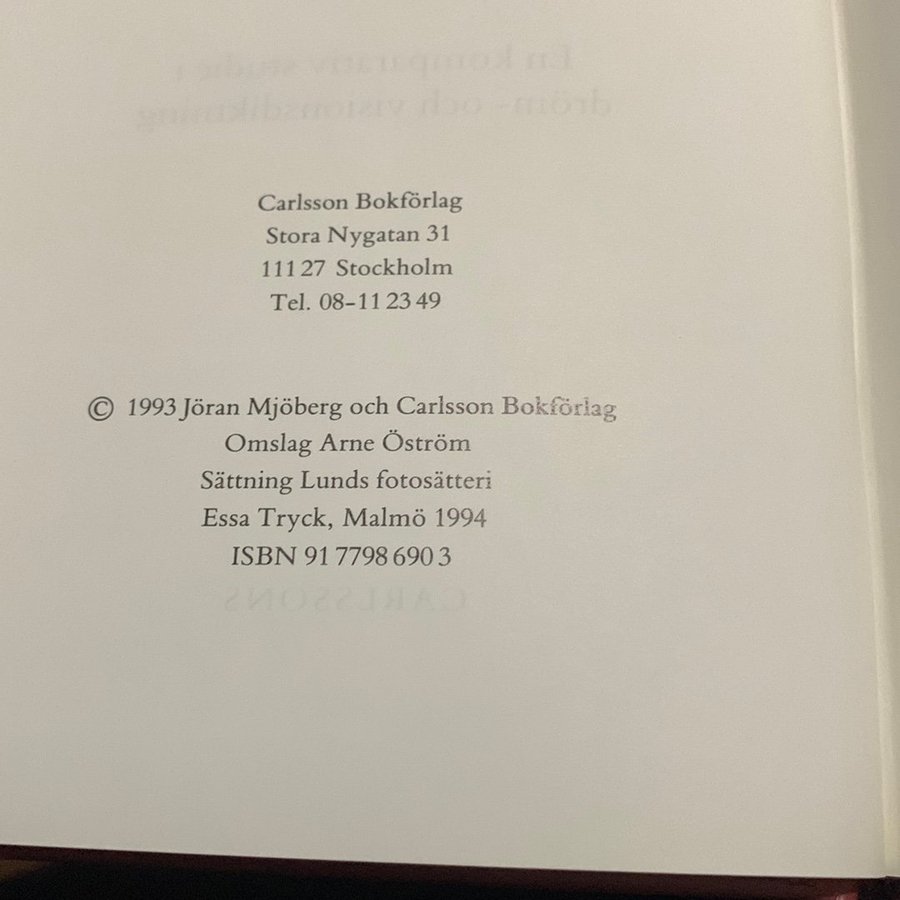 Carlsson Bokförlag
Stora Nygatan 31
111 27 Stockholm
Tel. 08-11 23 49
© 1993 Jöran Mjöberg och Carlsson Bokförlag
Omslag Arne Öström
Sättning Lunds fotosätteri
Essa Tryck, Malmö 1994
ISBN 91 7798 690 3